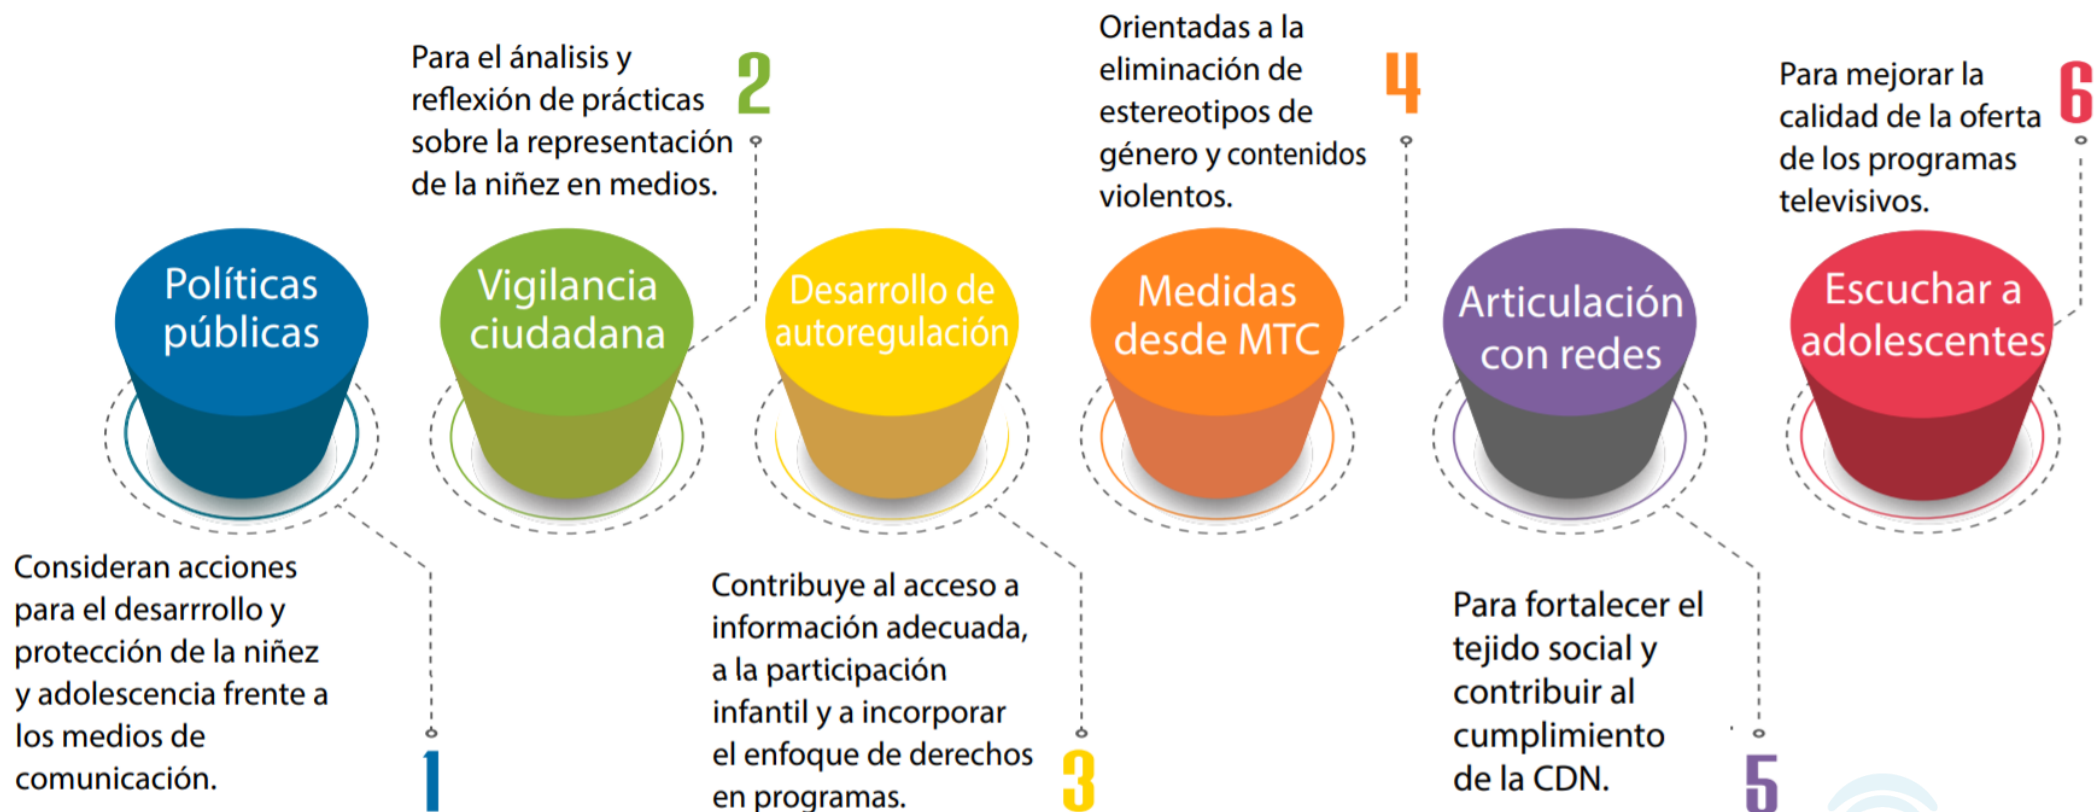 Políticas
públicas
Consideran acciones
para el desarrrollo y
protección de la niñez
y adolescencia frente a
los medios de
comunicación.
1
Para el ánalisis y
reflexión de prácticas
sobre la representación
de la niñez en medios.
2
Vigilancia
ciudadana
Desarrollo de
autoregulación
Contribuye al acceso a
información adecuada,
a la participación
infantil y a incorporar
el enfoque de derechos
en programas.
3
Orientadas a la
eliminación de
estereotipos de
género y contenidos
violentos.
4
Medidas
desde MTC
Articulación
con redes
Para fortalecer el
tejido social y
contribuir al
cumplimiento
de la CDN.
5
Para mejorar la
calidad de la oferta
de los programas
televisivos.
6
Escuchar a
adolescentes